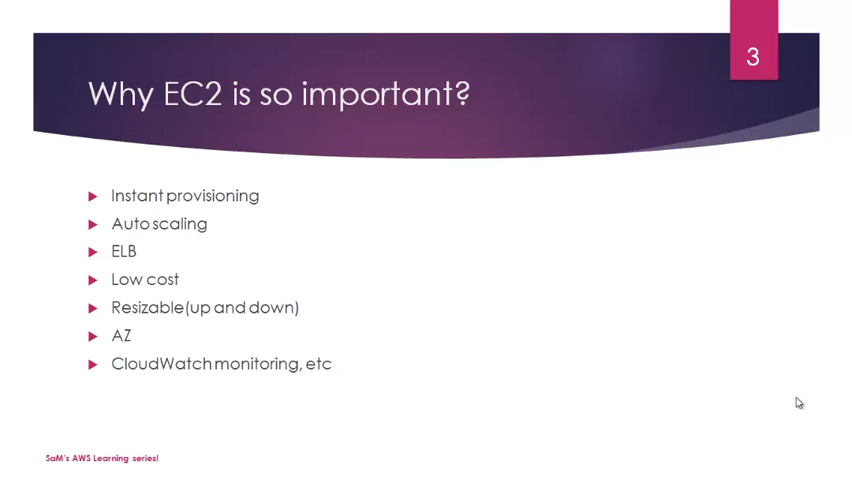 3
Why EC2 is so important?
Instant provisioning
Auto scaling
ELB
Low cost
Resizable(up and down)
AZ
CloudWatch monitoring, etc
SaM's AWS Learning series!